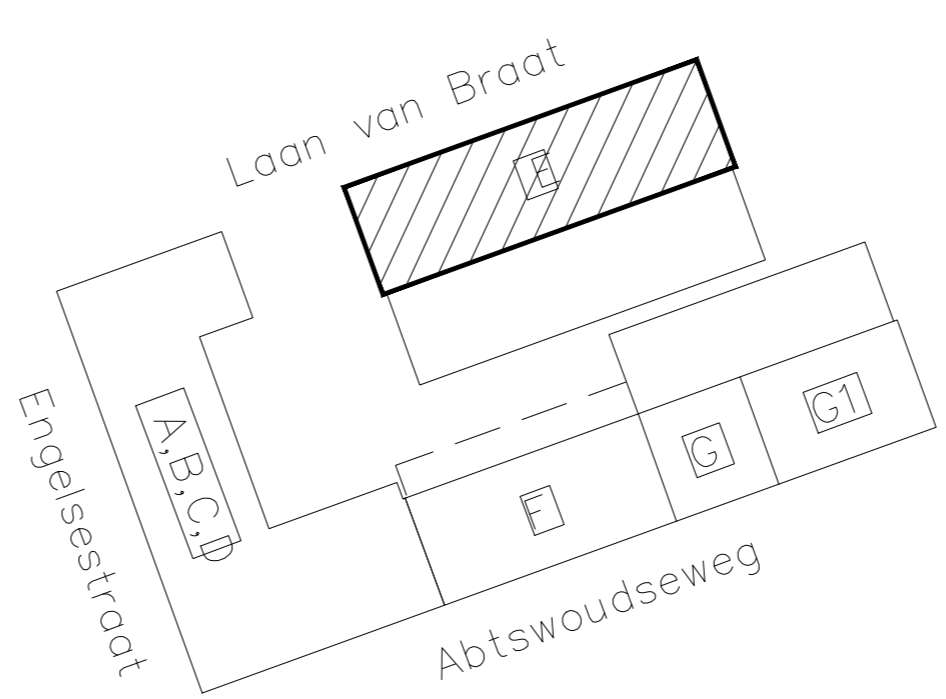 Laan van Braat
E
Engelsestraat
A,B,C,D
F
G
G1
Abtswoudseweg